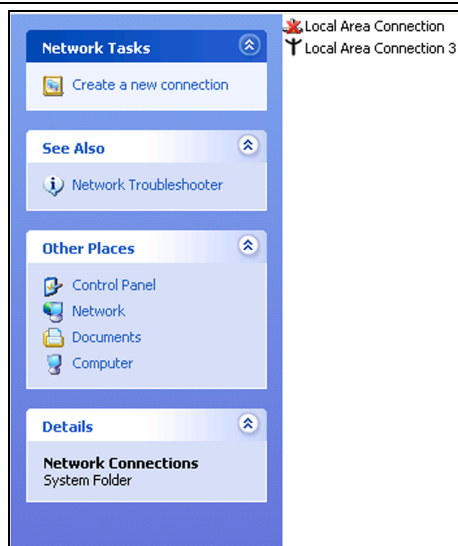 Network Tasks
Create a new connection
See Also
Network Troubleshooter
Other Places
Control Panel
Network
Documents
Computer
Details
Network Connections
System Folder
Local Area Connection
Local Area Connection 3